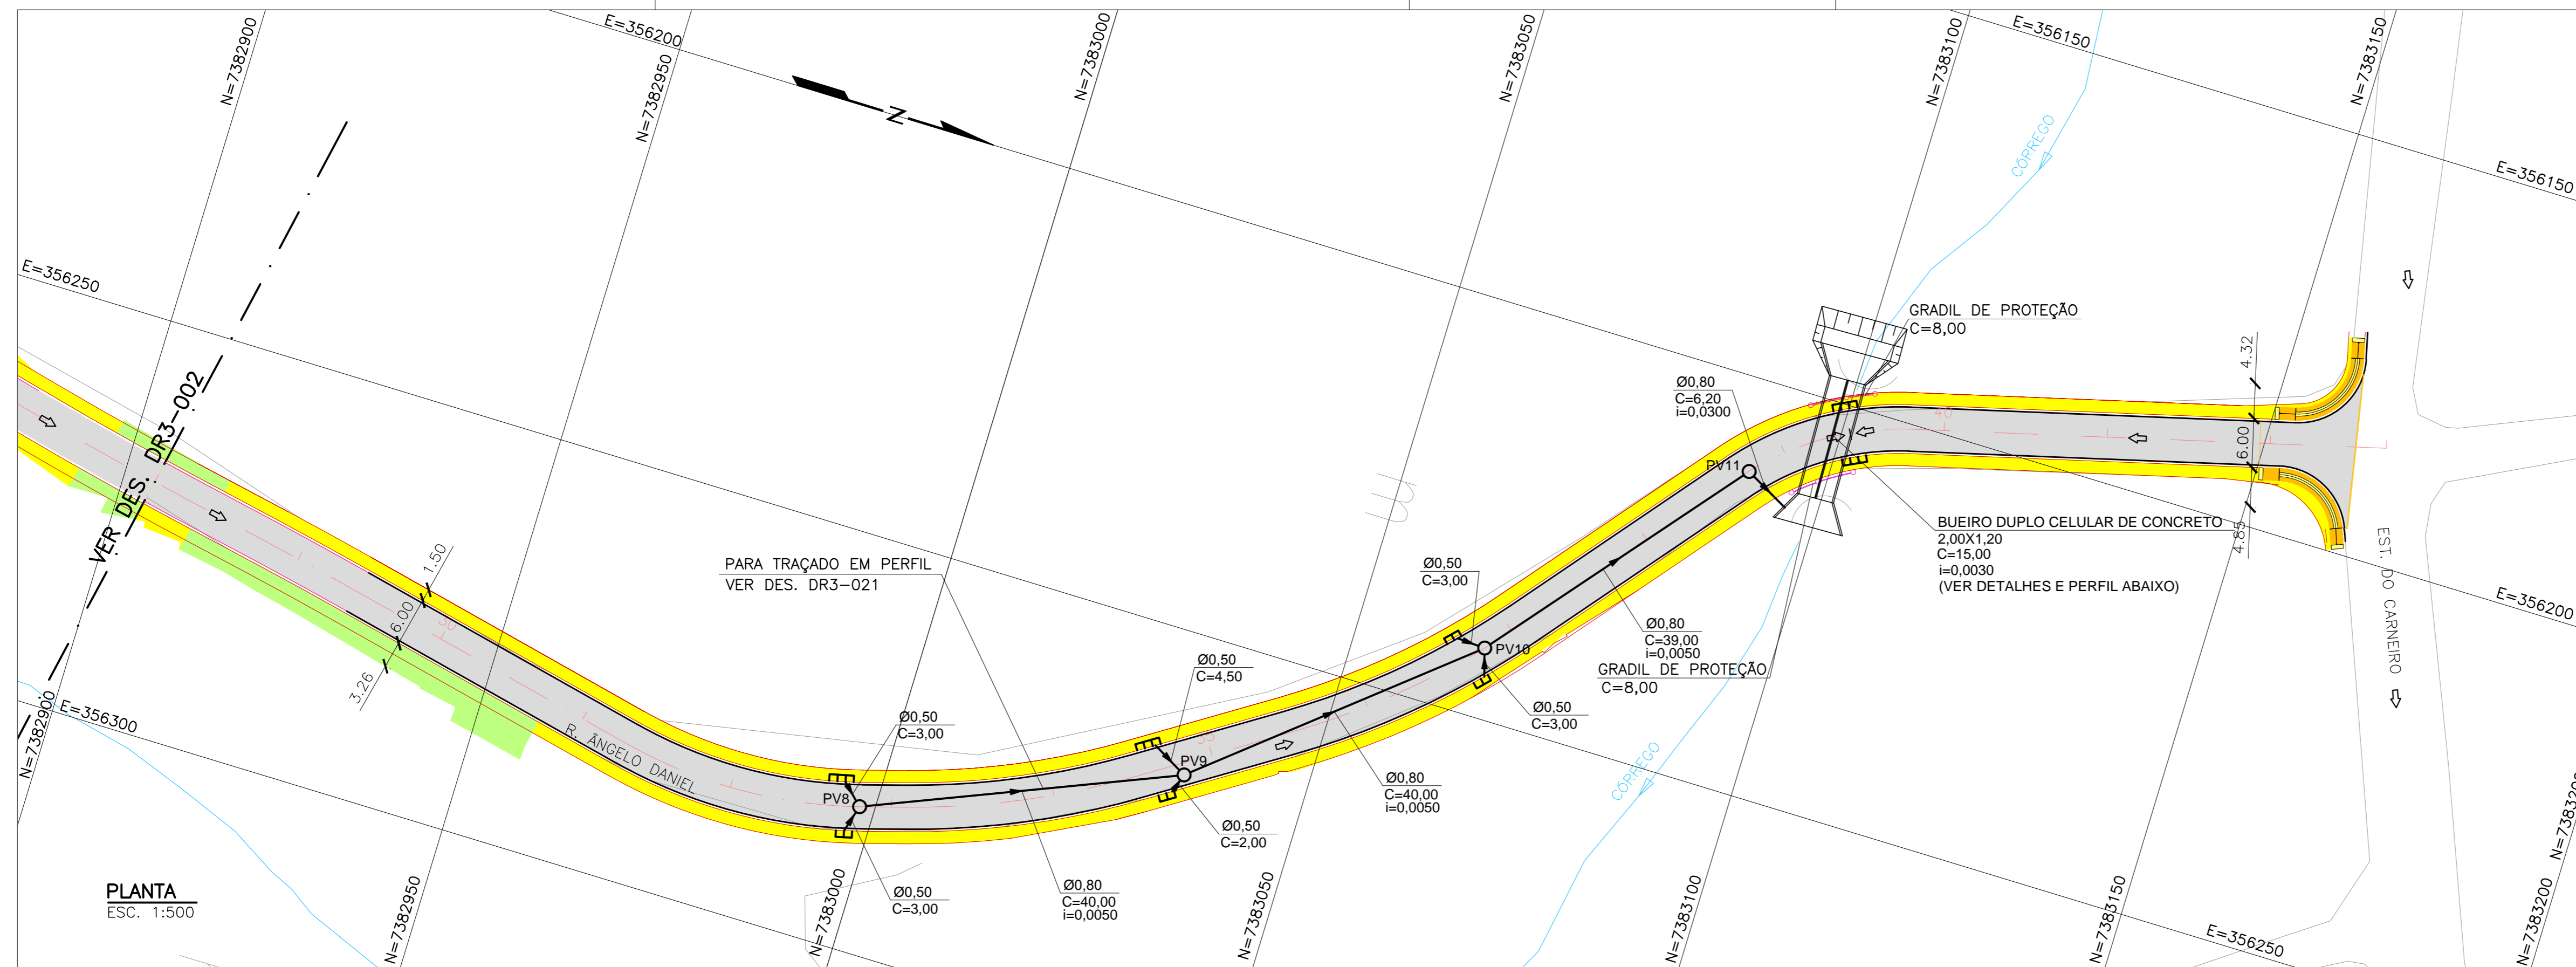 N=7382900
E=356200
N=7382950
N=7383000
N=7383050
N=7383100
E=356150
N=7383150
E=356150
N
CÓRREGO
E=356250
VER DES. DR3-002
GRADIL DE PROTEÇÃO
C=8,00
4.32
6.00
4.85
40
Ø0,80
C=6,20
i=0,0300
PV11
BUEIRO DUPLO CELULAR DE CONCRETO
2,00X1,20
C=15,00
i=0,0030
(VER DETALHES E PERFIL ABAIXO)
EST. DO CARNEIRO
E=356200
1.50
6.00
3.26
30
PARA TRAÇADO EM PERFIL
VER DES. DR3-021
Ø0,50
C=3,00
PV10
Ø0,80
C=39,00
i=0,0050
GRADIL DE PROTEÇÃO
C=8,00
Ø0,50
C=4,50
Ø0,50
C=3,00
Ø0,50
C=3,00
R. ÂNGELO DANIEL
35
PV9
PV8
Ø0,80
C=40,00
i=0,0050
CÓRREGO
Ø0,50
C=2,00
Ø0,50
C=3,00
Ø0,80
C=40,00
i=0,0050
E=356300
N=7382900
PLANTA
ESC. 1:500
N=7382950
N=7383000
N=7383050
N=7383100
N=7383150
E=356250
N=7383200
N=7383200